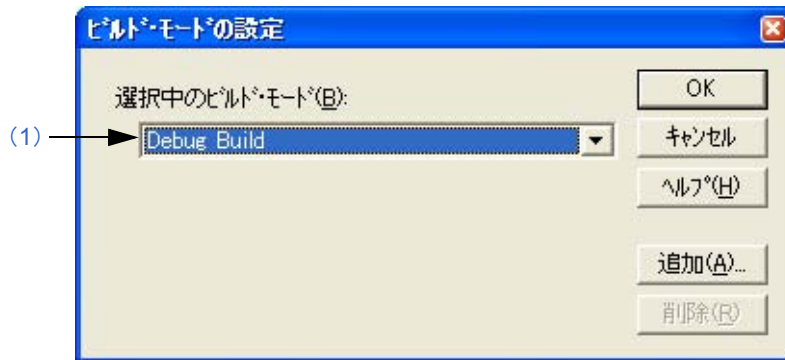 ﾋﾞﾙﾄﾞ･ﾓｰﾄﾞの設定
選択中のﾋﾞﾙﾄﾞ･ﾓｰﾄﾞ(B):
(1)
Debug Build
OK
ｷｬﾝｾﾙ
ﾍﾙﾌﾟ(H)
追加(A)...
削除(R)